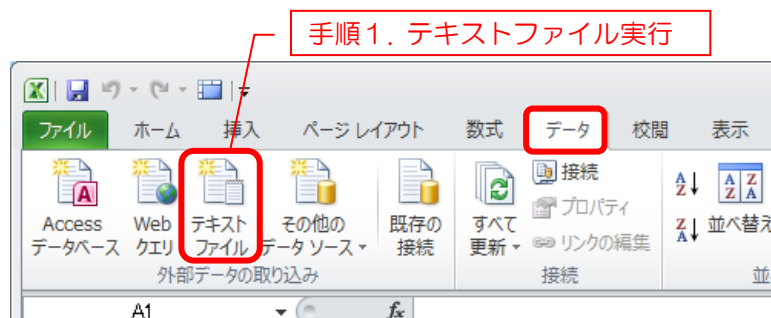 手順１．テキストファイル実行
ファイル ホーム 挿入 ページ レイアウト 数式 データ 校閲 表示
Access
データベース
Web
クエリ
テキスト
ファイル
その他の
データ ソース
既存の
接続
外部データの取り込み
すべて
更新
接続
プロパティ
リンクの編集
接続
並べ替え
並
A1
fx